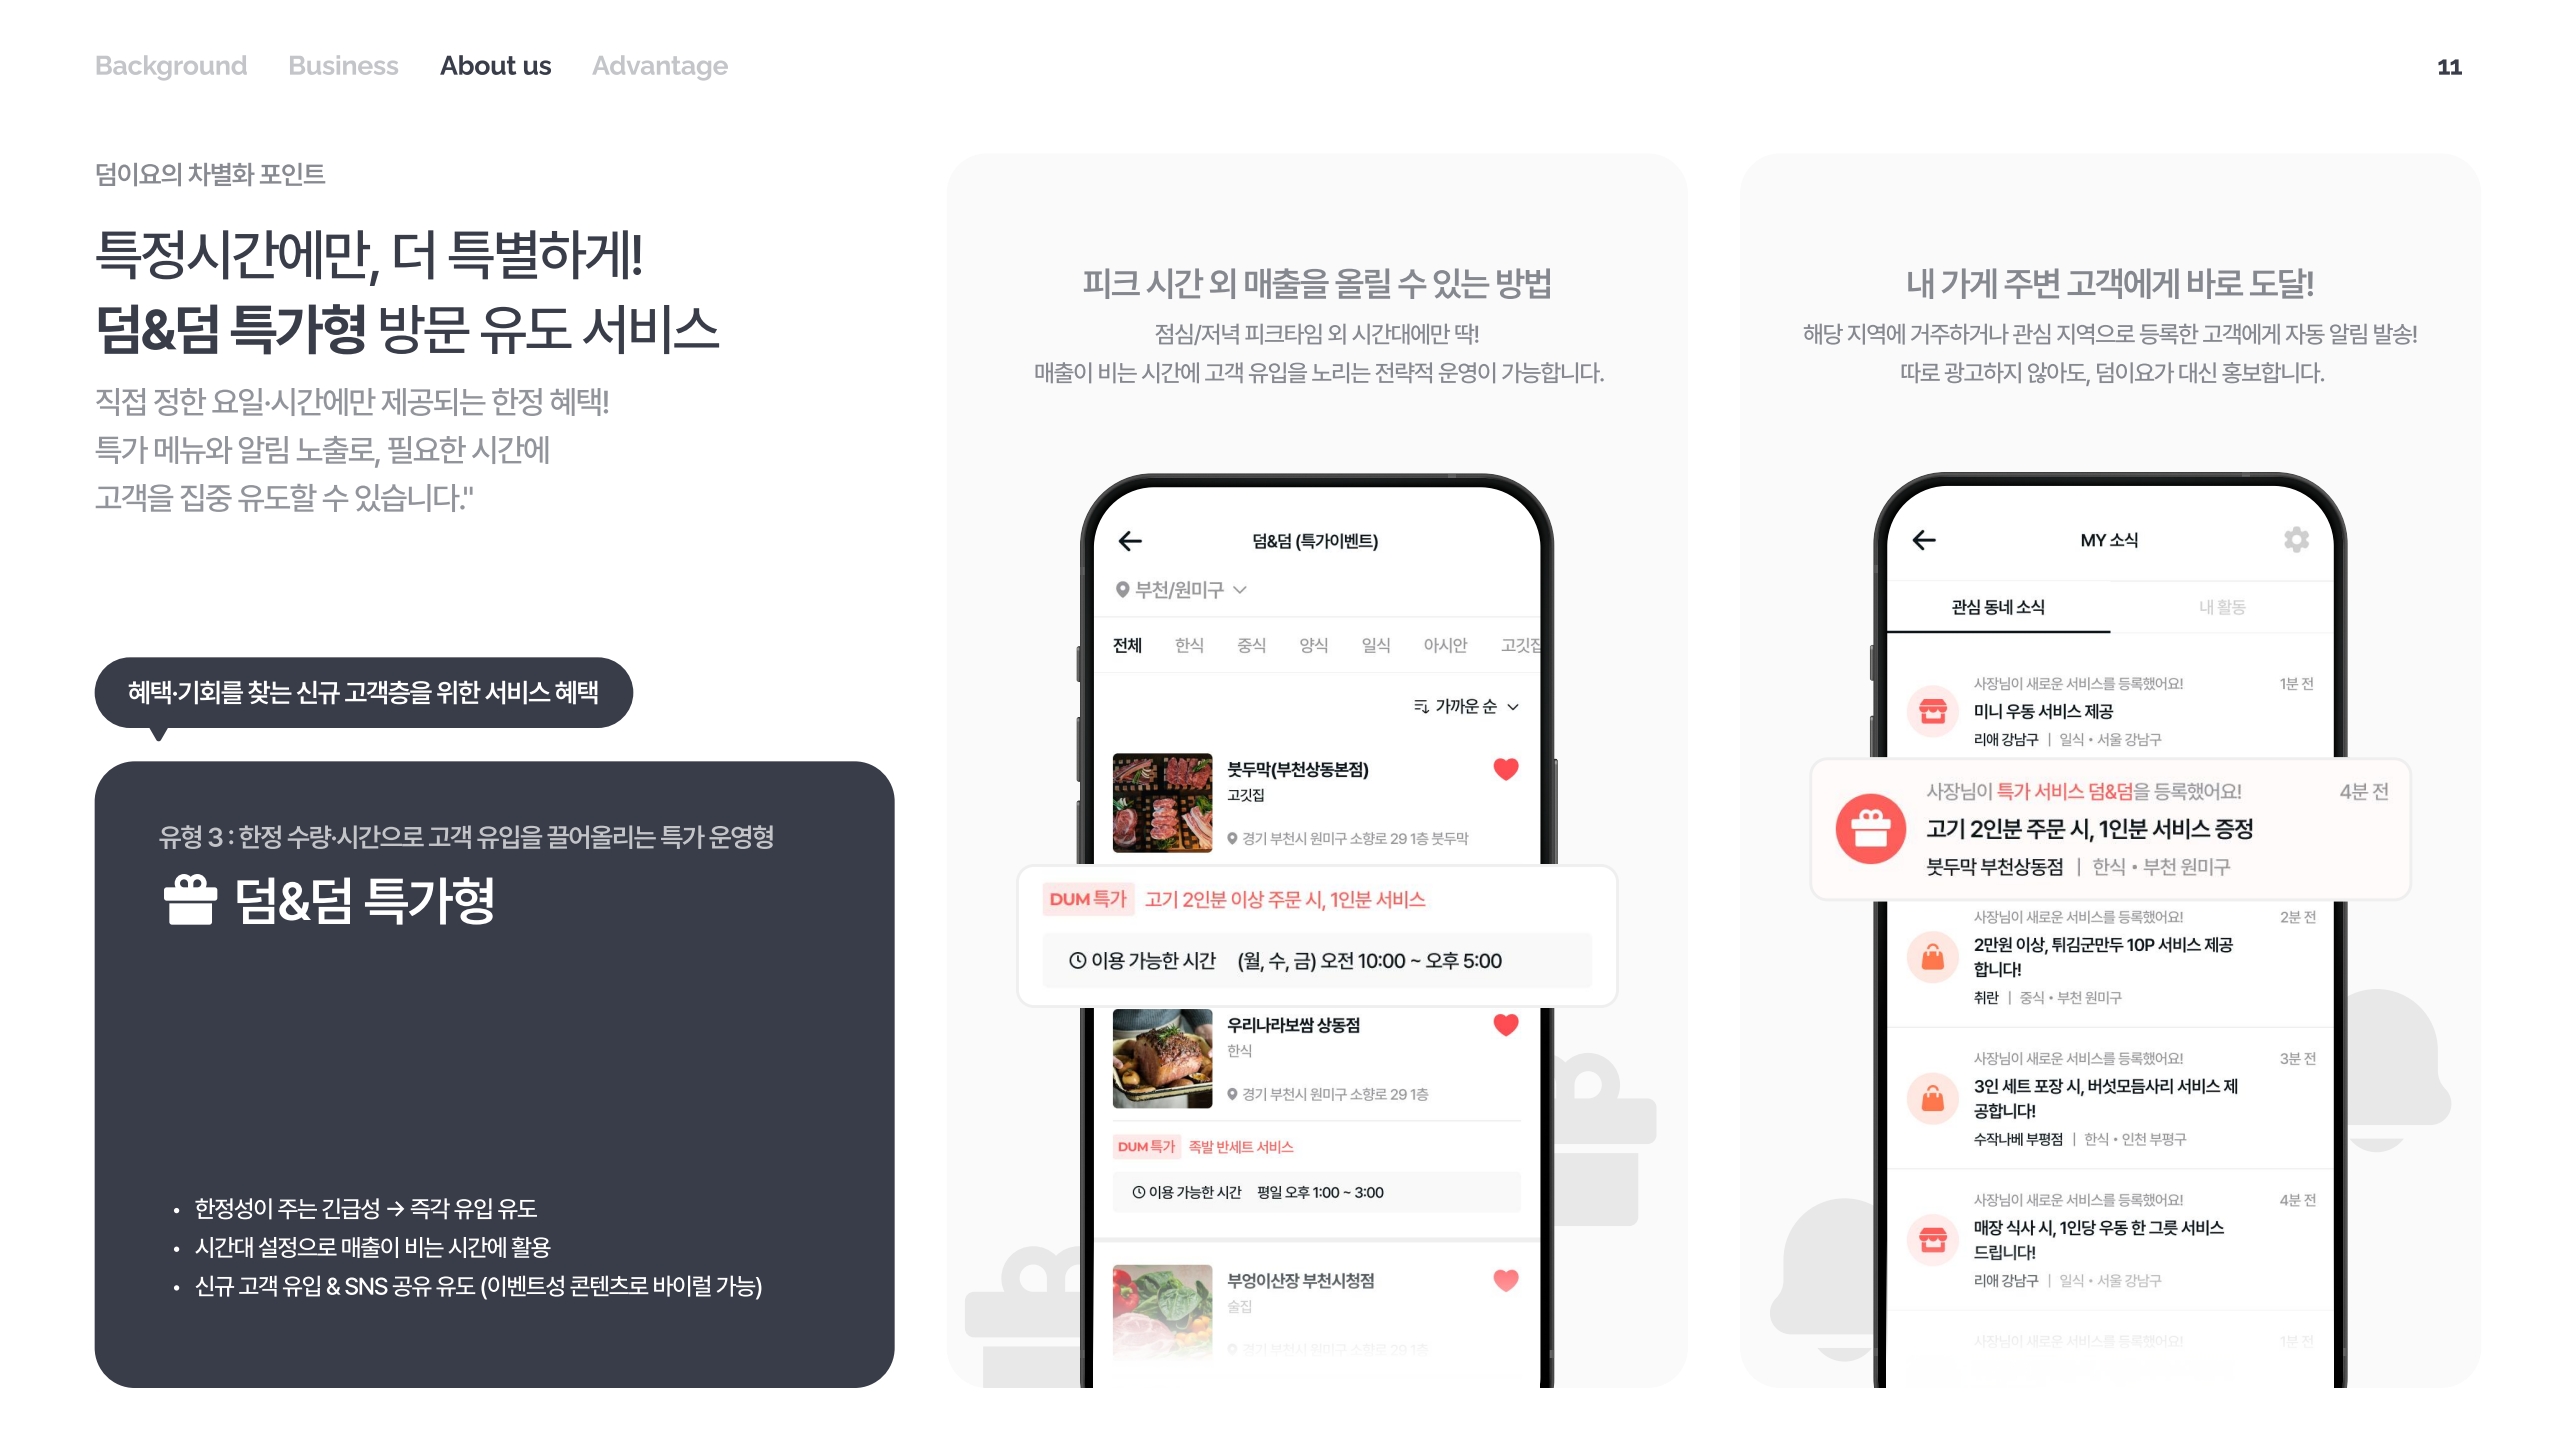 Background Business About us Advantage
11
덤이요의 차별화 포인트
특정시간에만, 더 특별하게!
덤&덤 특가형 방문 유도 서비스
직접 정한 요일·시간에만 제공되는 한정 혜택!
특가 메뉴와 알림 노출로, 필요한 시간에
고객을 집중 유도할 수 있습니다."
혜택·기회를 찾는 신규 고객층을 위한 서비스 혜택
유형 3 : 한정 수량·시간으로 고객 유입을 끌어올리는 특가 운영형
덤&덤 특가형
• 한정성이 주는 긴급성 → 즉각 유입 유도
• 시간대 설정으로 매출이 비는 시간에 활용
• 신규 고객 유입 & SNS 공유 유도 (이벤트성 콘텐츠로 바이럴 가능)
피크 시간 외 매출을 올릴 수 있는 방법
점심/저녁 피크타임 외 시간대에만 딱!
매출이 비는 시간에 고객 유입을 노리는 전략적 운영이 가능합니다.
덤&덤 (특가이벤트)
부천/원미구
전체 한식 중식 양식 일식 아시안 고깃집
가까운 순
붓두막(부천상동본점)
고깃집
경기 부천시 원미구 소향로 29 1층 붓두막
DUM 특가 고기 2인분 이상 주문 시, 1인분 서비스
이용 가능한 시간 (월, 수, 금) 오전 10:00 ~ 오후 5:00
우리나라보쌈 상동점
한식
경기 부천시 원미구 소향로 29 1층
DUM 특가 족발 반세트 서비스
이용 가능한 시간 평일 오후 1:00 ~ 3:00
부엉이산장 부천시청점
술집
경기 부천시 원미구 소향로 29 1층
내 가게 주변 고객에게 바로 도달!
해당 지역에 거주하거나 관심 지역으로 등록한 고객에게 자동 알림 발송!
따로 광고하지 않아도, 덤이요가 대신 홍보합니다.
MY 소식
관심 동네 소식 내 활동
사장님이 새로운 서비스를 등록했어요! 1분 전
미니 우동 서비스 제공
리애 강남구 | 일식 • 서울 강남구
사장님이 특가 서비스 덤&덤을 등록했어요! 4분 전
고기 2인분 주문 시, 1인분 서비스 증정
붓두막 부천상동점 | 한식 • 부천 원미구
사장님이 새로운 서비스를 등록했어요! 2분 전
2만원 이상, 튀김군만두 10P 서비스 제공
합니다!
취란 | 중식 • 부천 원미구
사장님이 새로운 서비스를 등록했어요! 3분 전
3인 세트 포장 시, 버섯모듬사리 서비스 제
공합니다!
수작나베 부평점 | 한식 • 인천 부평구
사장님이 새로운 서비스를 등록했어요! 4분 전
매장 식사 시, 1인당 우동 한 그릇 서비스
드립니다!
리애 강남구 | 일식 • 서울 강남구
사장님이 새로운 서비스를 등록했어요! 1분 전